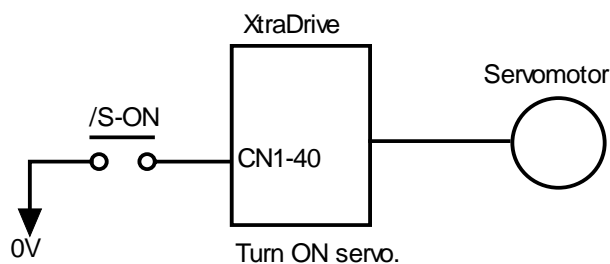 XtraDrive
Servomotor
/S-ON
CN1-40
0V
Turn ON servo.